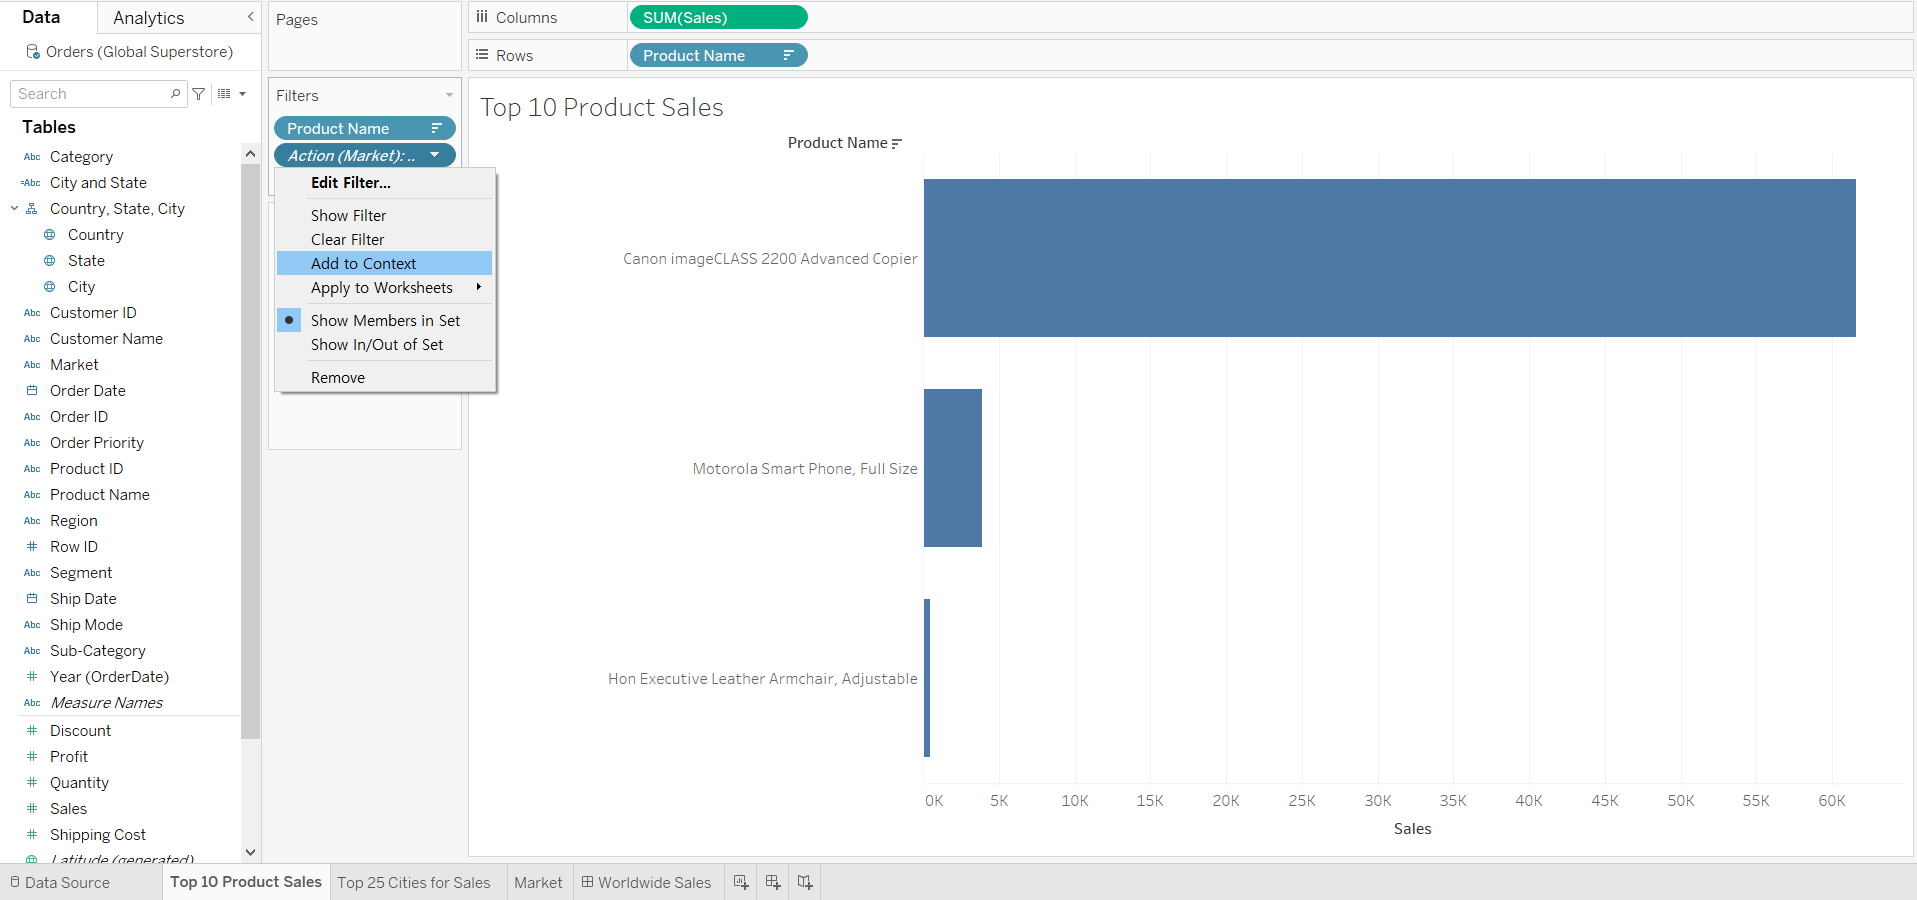 Data
Analytics
Orders (Global Superstore)
Search
Tables
Abc Category
=Abc City and State
Country, State, City
Country
State
City
Abc Customer ID
Abc Customer Name
Abc Market
Order Date
Abc Order ID
Abc Order Priority
Abc Product ID
Abc Product Name
Abc Region
# Row ID
Abc Segment
Ship Date
Abc Ship Mode
Abc Sub-Category
# Year (OrderDate)
Abc Measure Names
# Discount
# Profit
# Quantity
# Sales
# Shipping Cost
Latitude (generated)
Pages
Filters
Product Name
Action (Market): ..
Edit Filter...
Show Filter
Clear Filter
Add to Context
Apply to Worksheets
Show Members in Set
Show In/Out of Set
Remove
Columns
SUM(Sales)
Rows
Product Name
Top 10 Product Sales
Product Name
Canon imageCLASS 2200 Advanced Copier
Motorola Smart Phone, Full Size
Hon Executive Leather Armchair, Adjustable
0K 5K 10K 15K 20K 25K 30K 35K 40K 45K 50K 55K 60K
Sales
Data Source
Top 10 Product Sales
Top 25 Cities for Sales
Market
Worldwide Sales